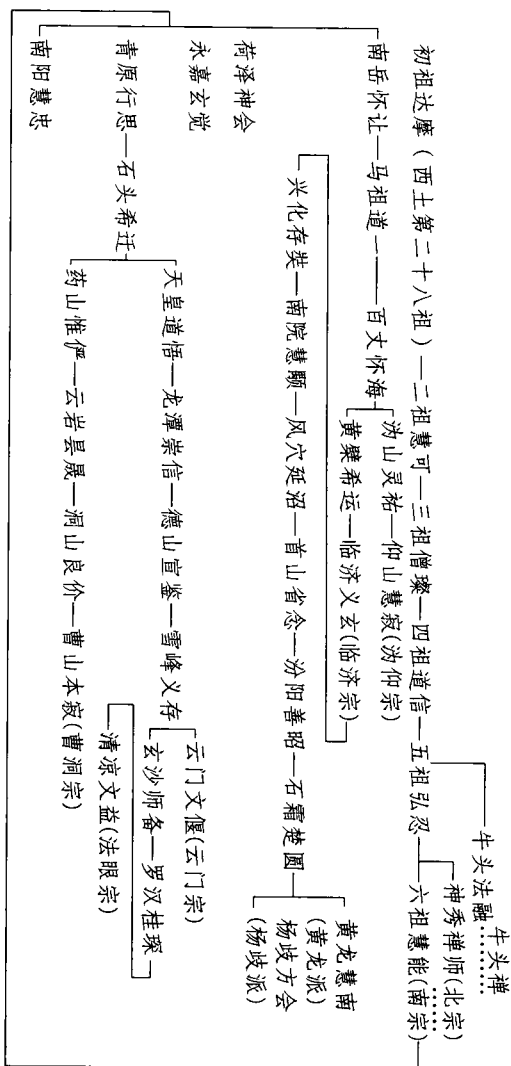 初祖达摩（西土第二十八祖）—二祖慧可—三祖僧璨—四祖道信—五祖弘忍
牛头法融
牛头禅
神秀禅师(北宗)
六祖慧能(南宗)
南岳怀让—马祖道一——百丈怀海
沩山灵祐—仰山慧寂(沩仰宗)
黄檗希运—临济义玄(临济宗)
兴化存奘—南院慧颙—风穴延沼—首山省念—汾阳善昭—石霜楚圆
黄龙慧南
(黄龙派)
杨歧方会
(杨歧派)
荷泽神会
永嘉玄觉
青原行思—石头希迁
天皇道悟—龙潭崇信—德山宣鉴—雪峰义存
云门文偃(云门宗)
玄沙师备—罗汉桂琛
清凉文益(法眼宗)
药山惟俨—云岩昙晟—洞山良价—曹山本寂(曹洞宗)
南阳慧忠